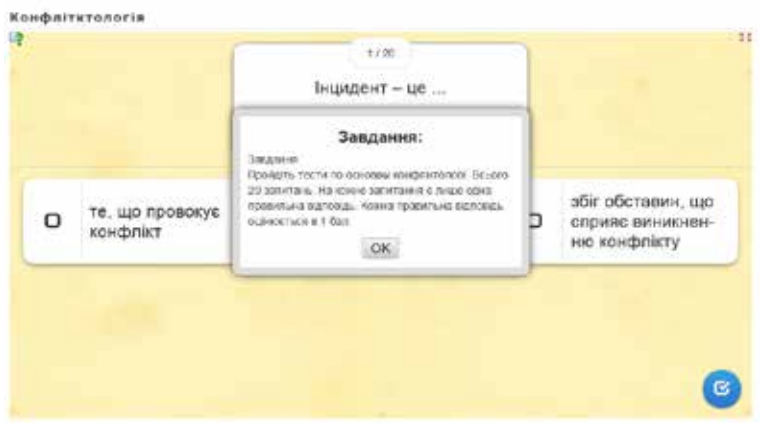 Конфліктктологія
1 / 20
Інцидент – це ...
Завдання:
Завдання
Пройдіть тести по основам конфліктології. Всього
20 запитань. На кожне запитання є лише одна
правильна відповідь. Кожна правильна відповідь
оцінюється в 1 бал.
OK
те, що провокує
конфлікт
збіг обставин, що
сприяє виникнен-
ню конфлікту